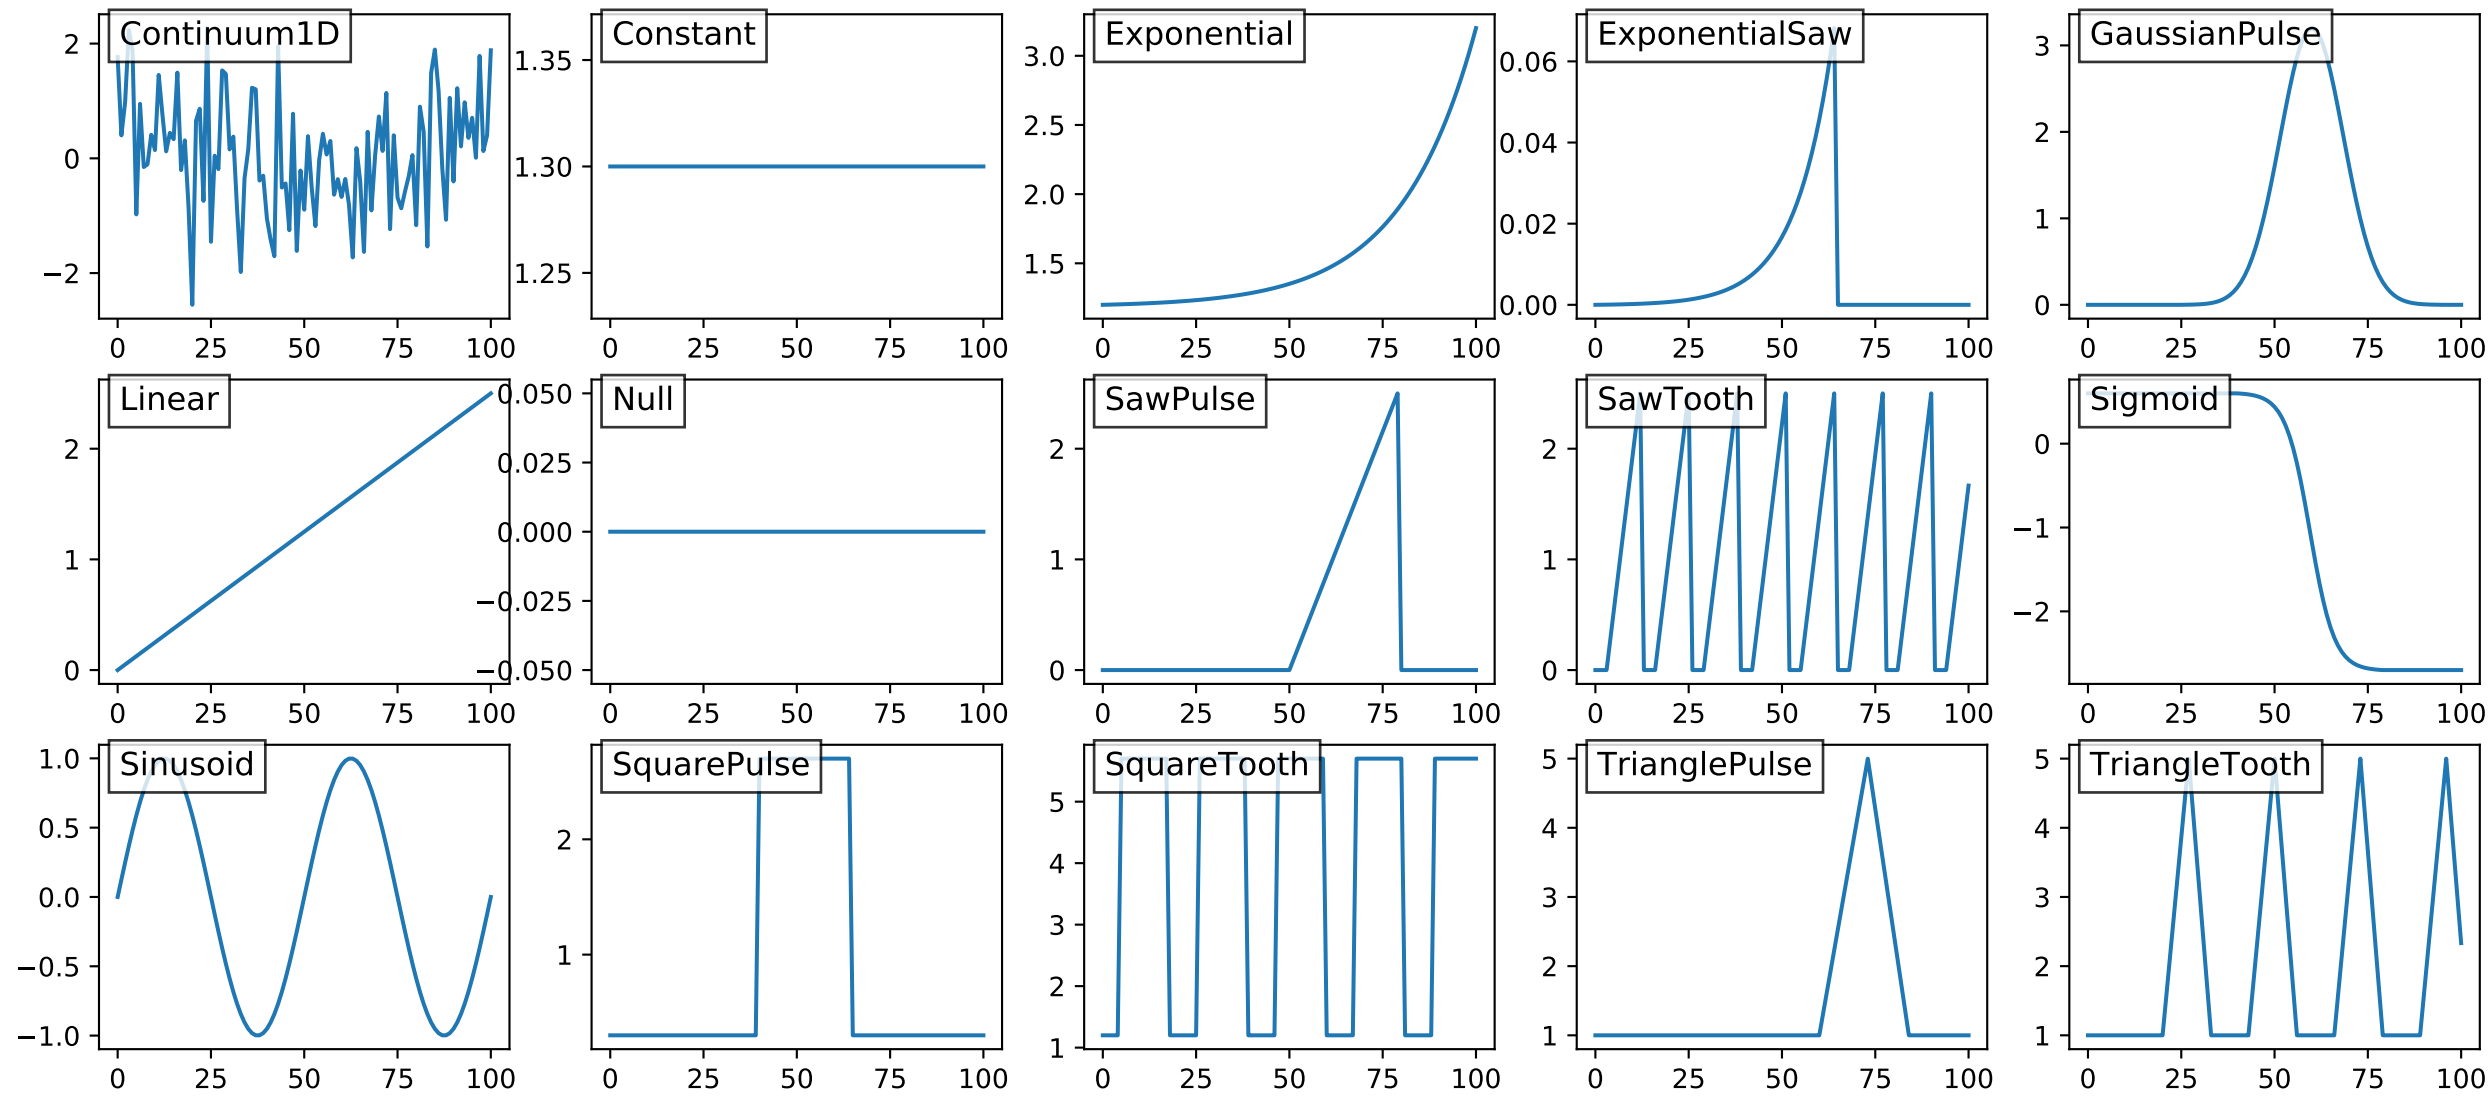 Continuum1D
2
0
−2
0 25 50 75 100
Constant
1.35
1.30
1.25
0 25 50 75 100
Exponential
3.0
2.5
2.0
1.5
0 25 50 75 100
ExponentialSaw
0.06
0.04
0.02
0.00
0 25 50 75 100
GaussianPulse
3
2
1
0
0 25 50 75 100
Linear
2
1
0
0 25 50 75 100
Null
0.050
0.025
0.000
−0.025
−0.050
0 25 50 75 100
SawPulse
2
1
0
0 25 50 75 100
SawTooth
2
1
0
0 25 50 75 100
Sigmoid
0
−1
−2
0 25 50 75 100
Sinusoid
1.0
0.5
0.0
−0.5
−1.0
0 25 50 75 100
SquarePulse
2
1
0 25 50 75 100
SquareTooth
5
4
3
2
1
0 25 50 75 100
TrianglePulse
5
4
3
2
1
0 25 50 75 100
TriangleTooth
5
4
3
2
1
0 25 50 75 100